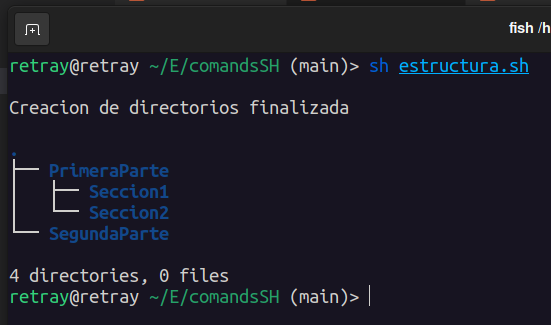 fish /h
retray@retray ~/E/comandsSH (main)> sh estructura.sh
Creacion de directorios finalizada
.
├── PrimeraParte
│   ├── Seccion1
│   └── Seccion2
└── SegundaParte
4 directories, 0 files
retray@retray ~/E/comandsSH (main)>